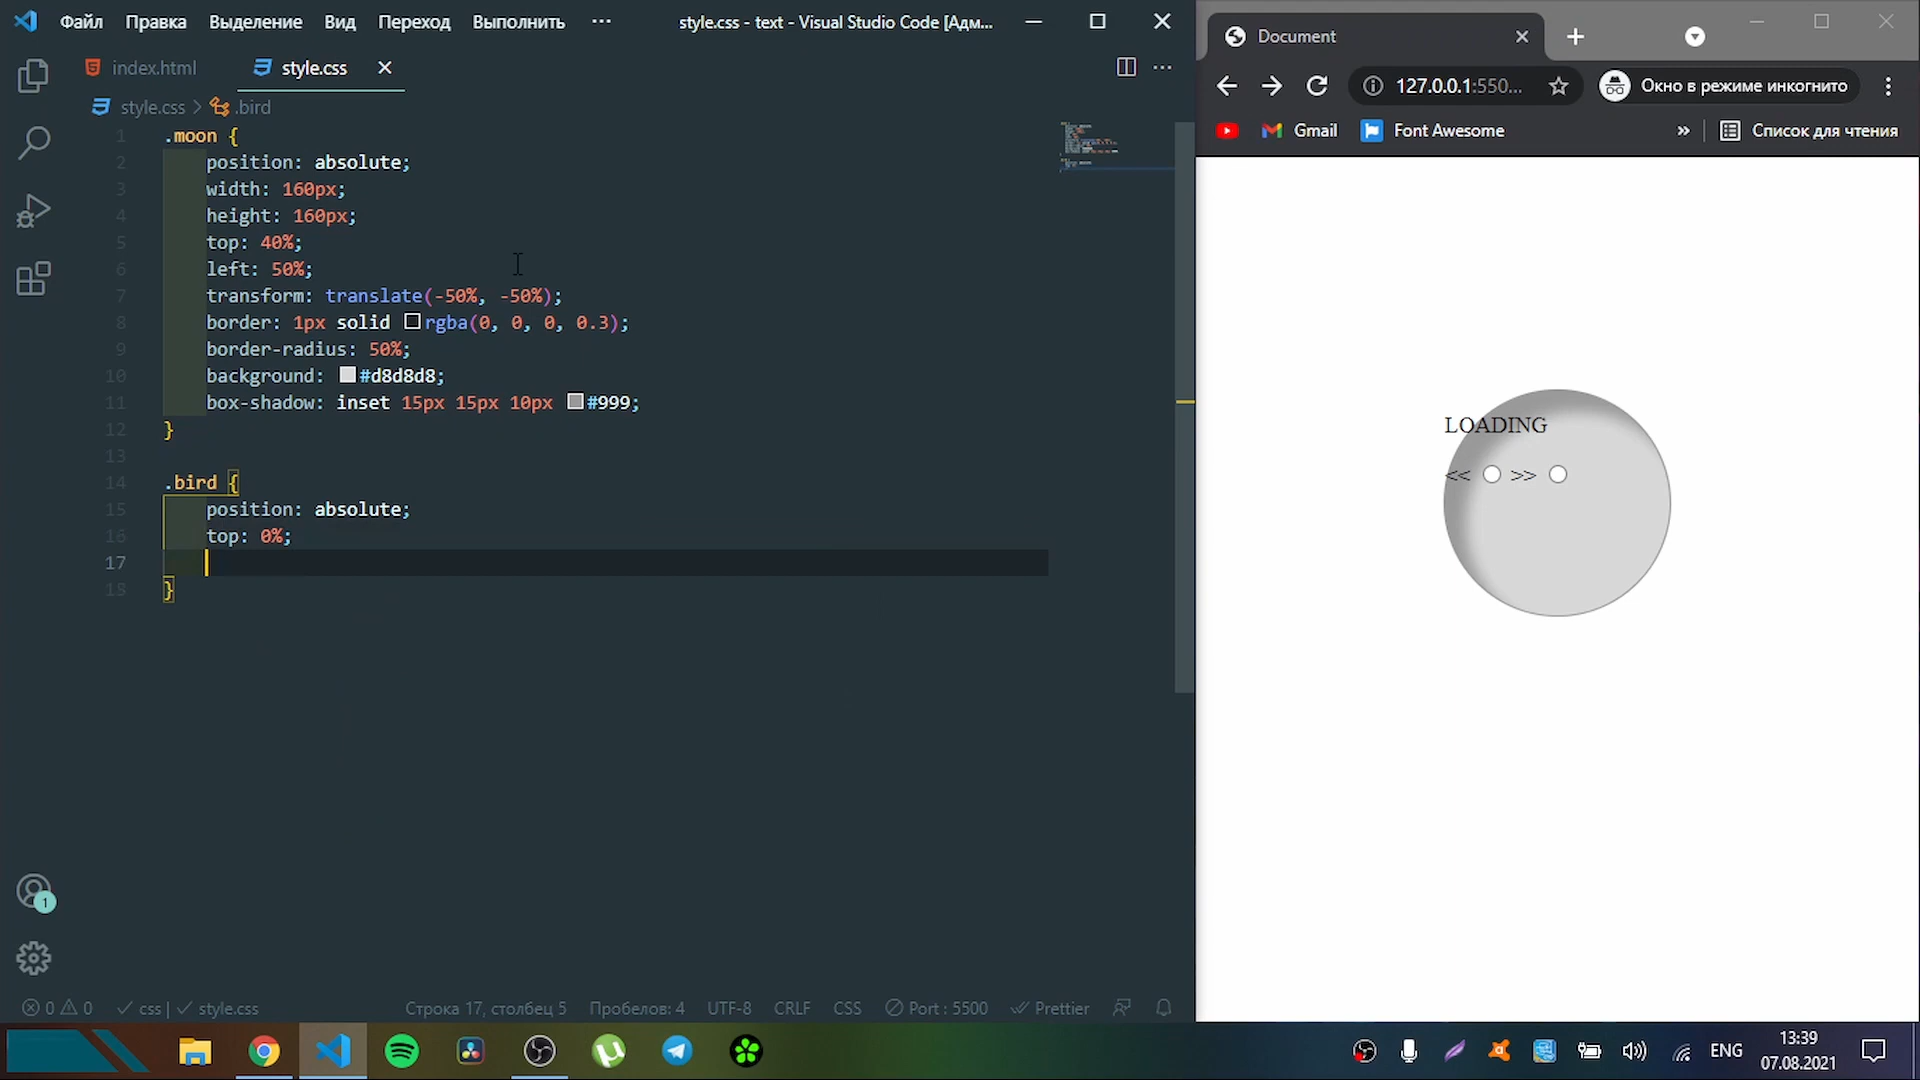 Файл Правка Выделение Вид Переход Выполнить ··· style.css - text - Visual Studio Code [Адм...
index.html style.css
style.css > .bird
1 .moon {
2 position: absolute;
3 width: 160px;
4 height: 160px;
5 top: 40%;
6 left: 50%;
7 transform: translate(-50%, -50%);
8 border: 1px solid rgba(0, 0, 0, 0.3);
9 border-radius: 50%;
10 background: #d8d8d8;
11 box-shadow: inset 15px 15px 10px #999;
12 }
13
14 .bird {
15 position: absolute;
16 top: 0%;
17
18 }
1
0 0 css | style.css Строка 17, столбец 5 Пробелов: 4 UTF-8 CRLF CSS Port : 5500 Prettier
Document
127.0.0.1:550... Окно в режиме инкогнито
Gmail Font Awesome » Список для чтения
LOADING
<< >>
ENG 13:39
07.08.2021